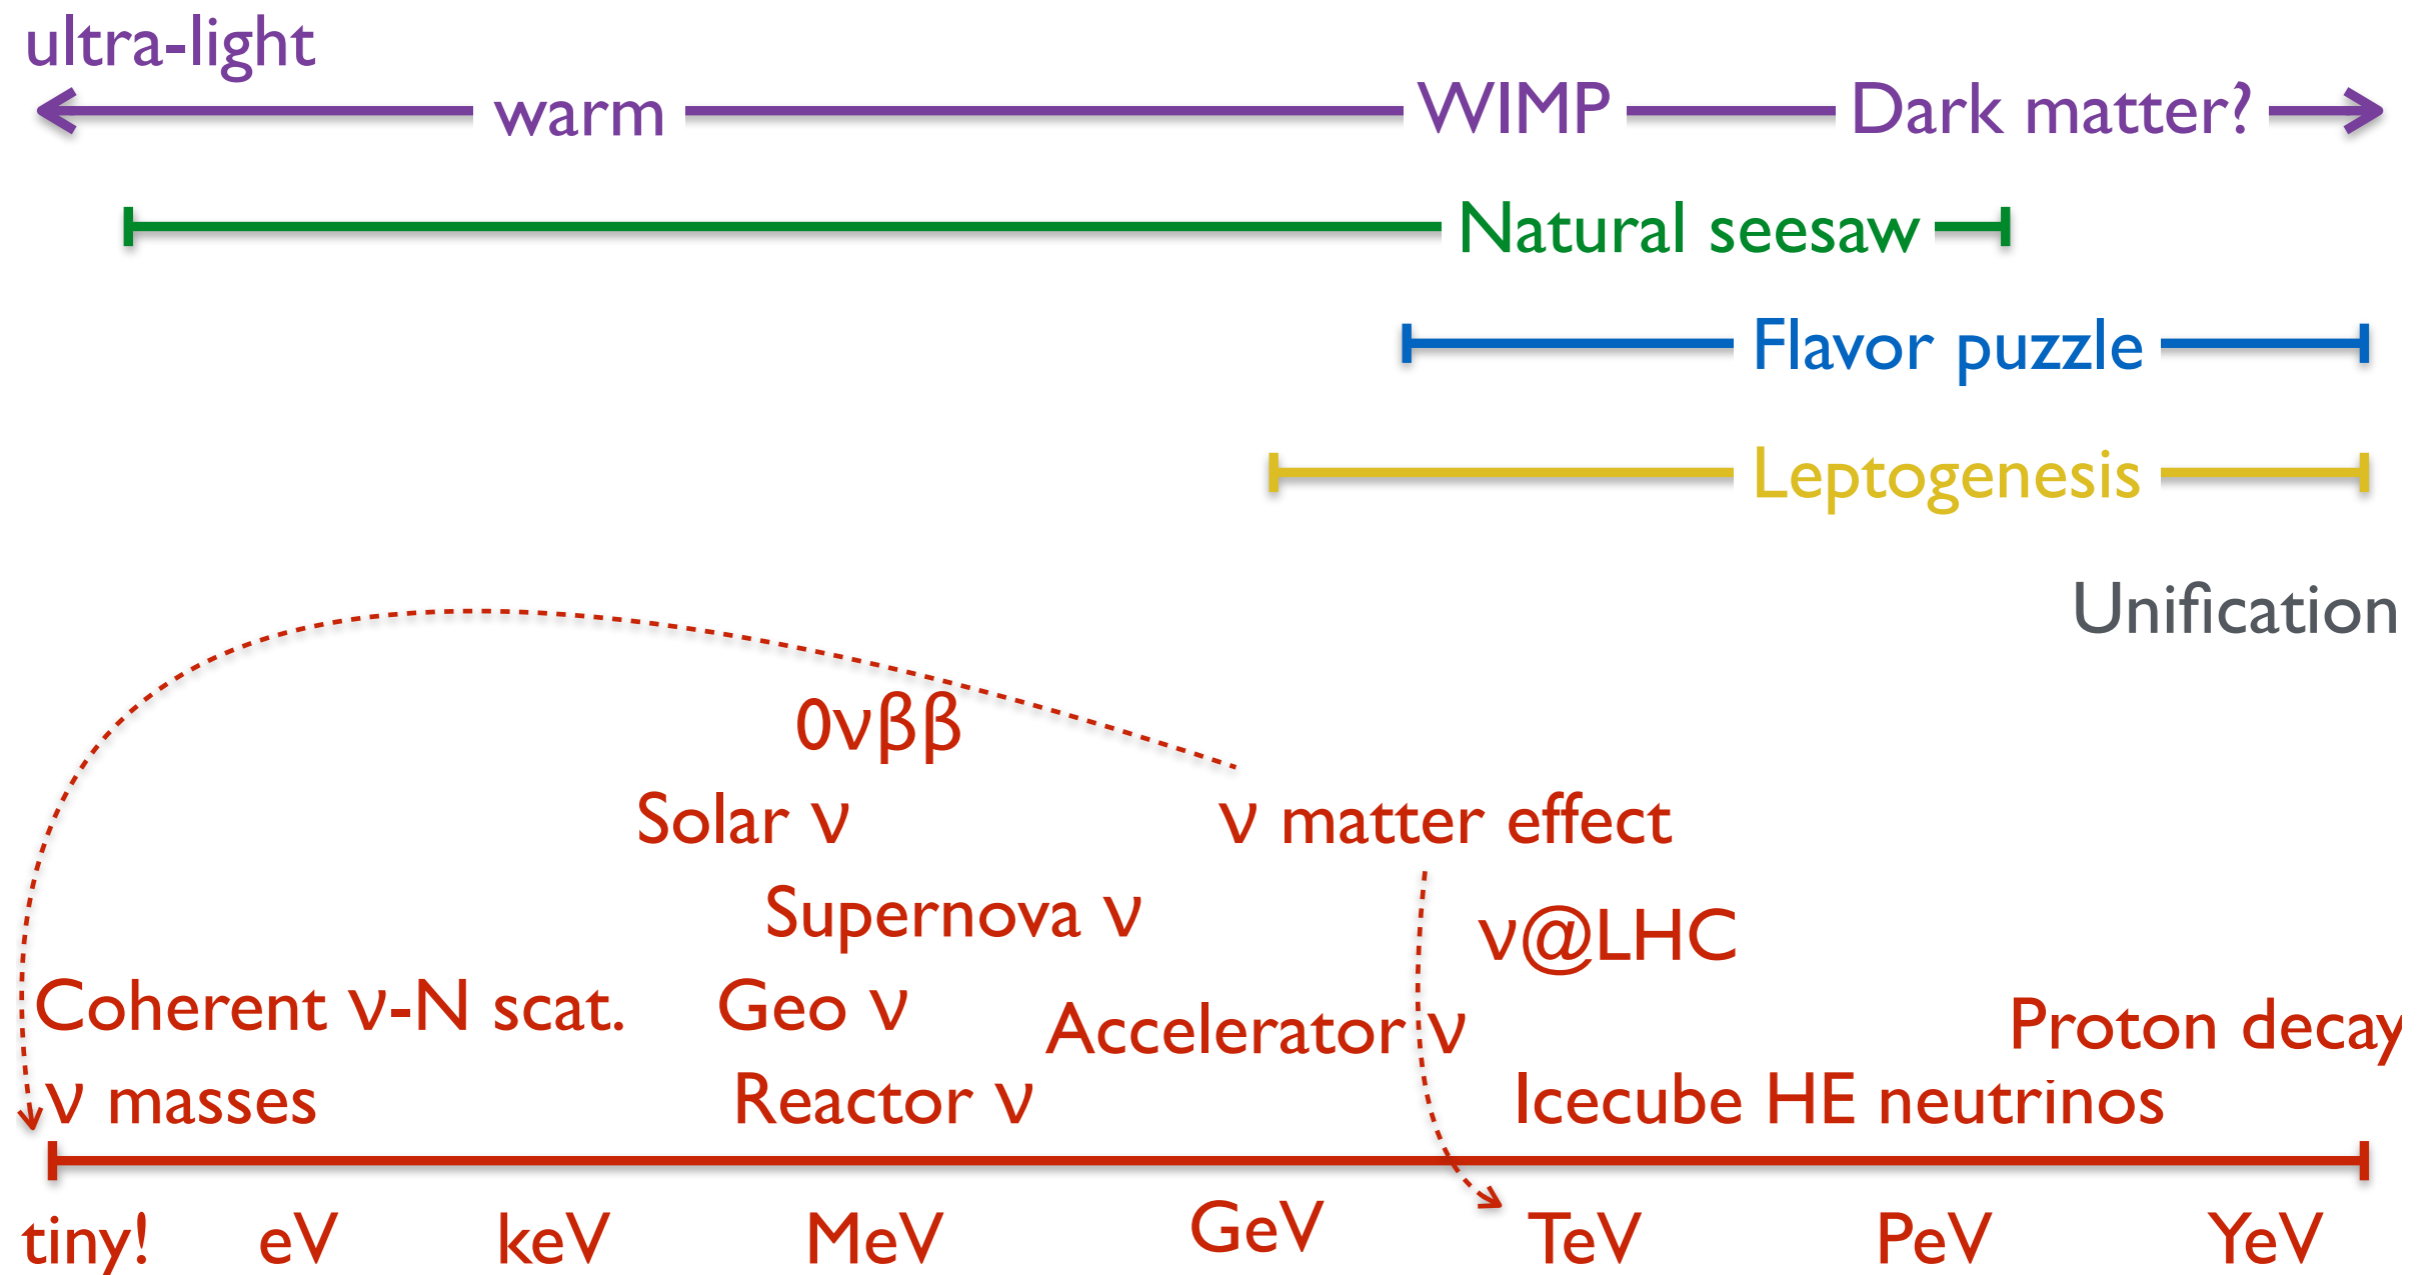 ultra-light
warm WIMP Dark matter?
Natural seesaw
Flavor puzzle
Leptogenesis
Unification
0νββ
Solar ν ν matter effect
Supernova ν ν@LHC
Coherent ν-N scat. Geo ν Accelerator ν Proton decay
ν masses Reactor ν Icecube HE neutrinos
tiny! eV keV MeV GeV TeV PeV YeV